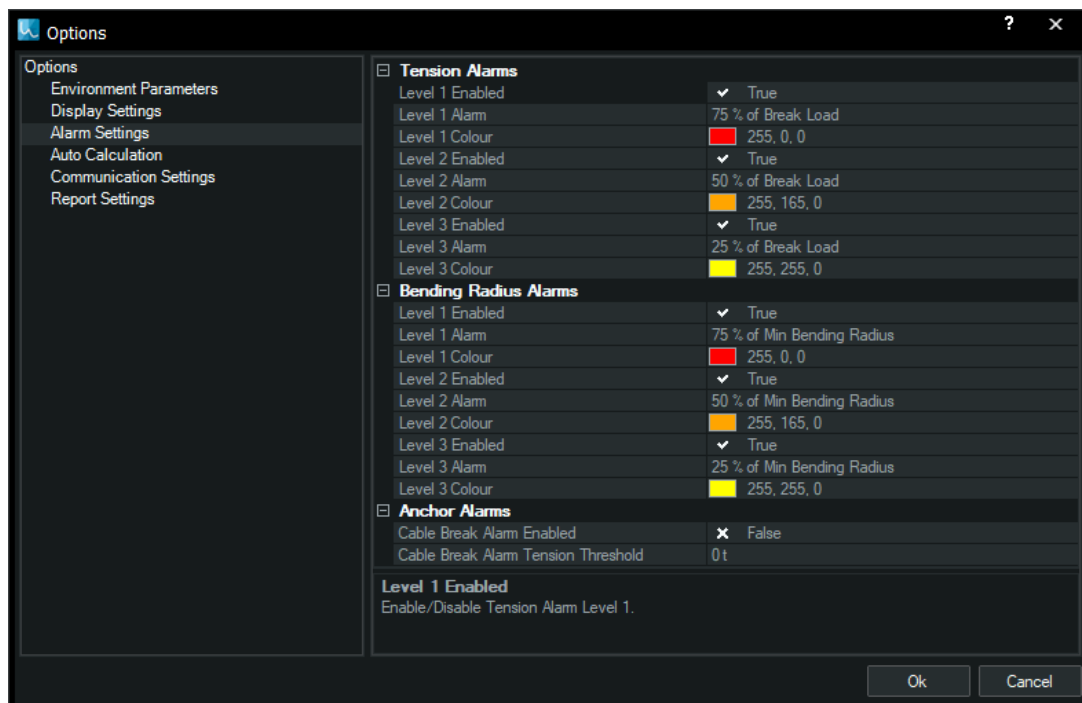 Options
? ×
Options
Environment Parameters
Display Settings
Alarm Settings
Auto Calculation
Communication Settings
Report Settings
Tension Alarms
Level 1 Enabled True
Level 1 Alarm 75 % of Break Load
Level 1 Colour 255, 0, 0
Level 2 Enabled True
Level 2 Alarm 50 % of Break Load
Level 2 Colour 255, 165, 0
Level 3 Enabled True
Level 3 Alarm 25 % of Break Load
Level 3 Colour 255, 255, 0
Bending Radius Alarms
Level 1 Enabled True
Level 1 Alarm 75 % of Min Bending Radius
Level 1 Colour 255, 0, 0
Level 2 Enabled True
Level 2 Alarm 50 % of Min Bending Radius
Level 2 Colour 255, 165, 0
Level 3 Enabled True
Level 3 Alarm 25 % of Min Bending Radius
Level 3 Colour 255, 255, 0
Anchor Alarms
Cable Break Alarm Enabled False
Cable Break Alarm Tension Threshold 0 t
Level 1 Enabled
Enable/Disable Tension Alarm Level 1.
Ok Cancel